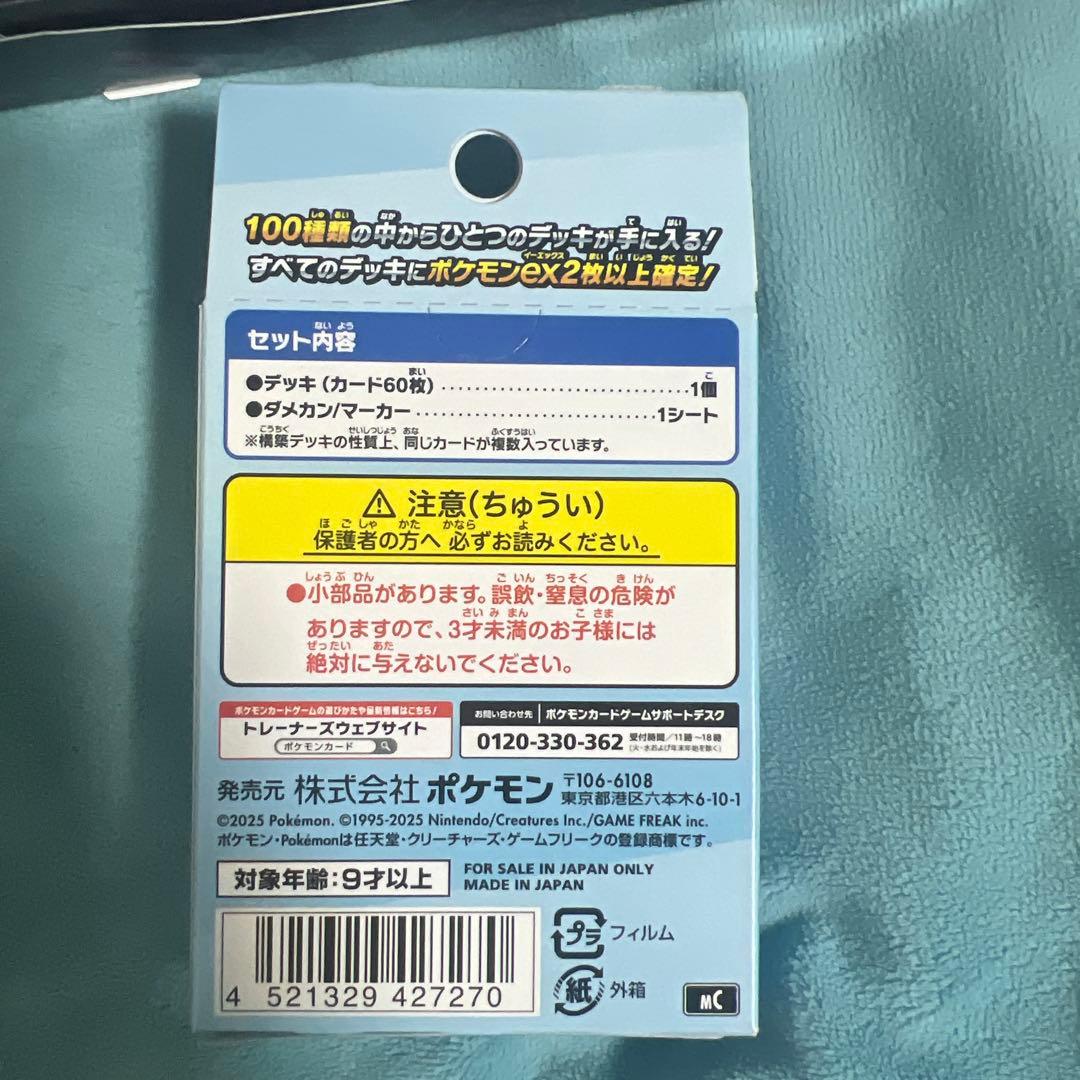 100種類の中からひとつのデッキが手に入る!
すべてのデッキにポケモンex2枚以上確定!
セット内容
●デッキ(カード60枚)..............................1個
●ダメカン/マーカー..............................1シート
※構築デッキの性質上、同じカードが複数入っています。
⚠ 注意(ちゅうい)
保護者の方へ 必ずお読みください。
●小部品があります。誤飲・窒息の危険が
ありますので、3才未満のお子様には
絶対に与えないでください。
ポケモンカードゲームの遊びかたや最新情報はこちら!
トレーナーズウェブサイト
ポケモンカード
お問い合わせ先 ポケモンカードゲームサポートデスク
0120-330-362 受付時間/11時~18時
(火・水および年末年始を除く)
発売元 株式会社 ポケモン 〒106-6108
東京都港区六本木6-10-1
©2025 Pokémon. ©1995-2025 Nintendo/Creatures Inc./GAME FREAK inc.
ポケモン・Pokémonは任天堂・クリーチャーズ・ゲームフリークの登録商標です。
対象年齢:9才以上
FOR SALE IN JAPAN ONLY
MADE IN JAPAN
プラ フィルム
紙 外箱
4 521329 427270
MC